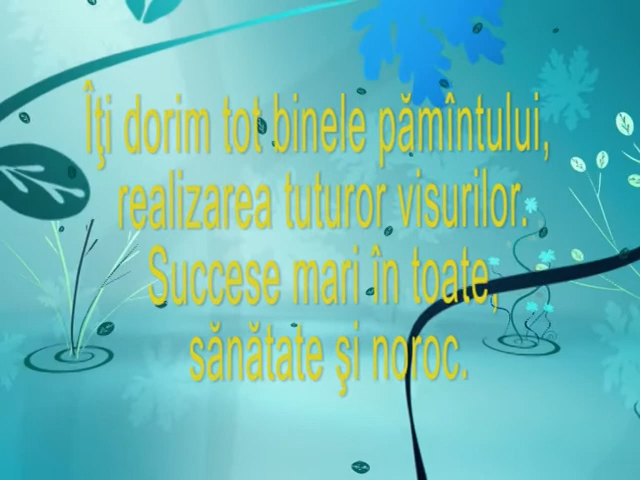 Îţi dorim tot binele pămîntului,
realizarea tuturor visurilor.
Succese mari în toate,
sănătate şi noroc.